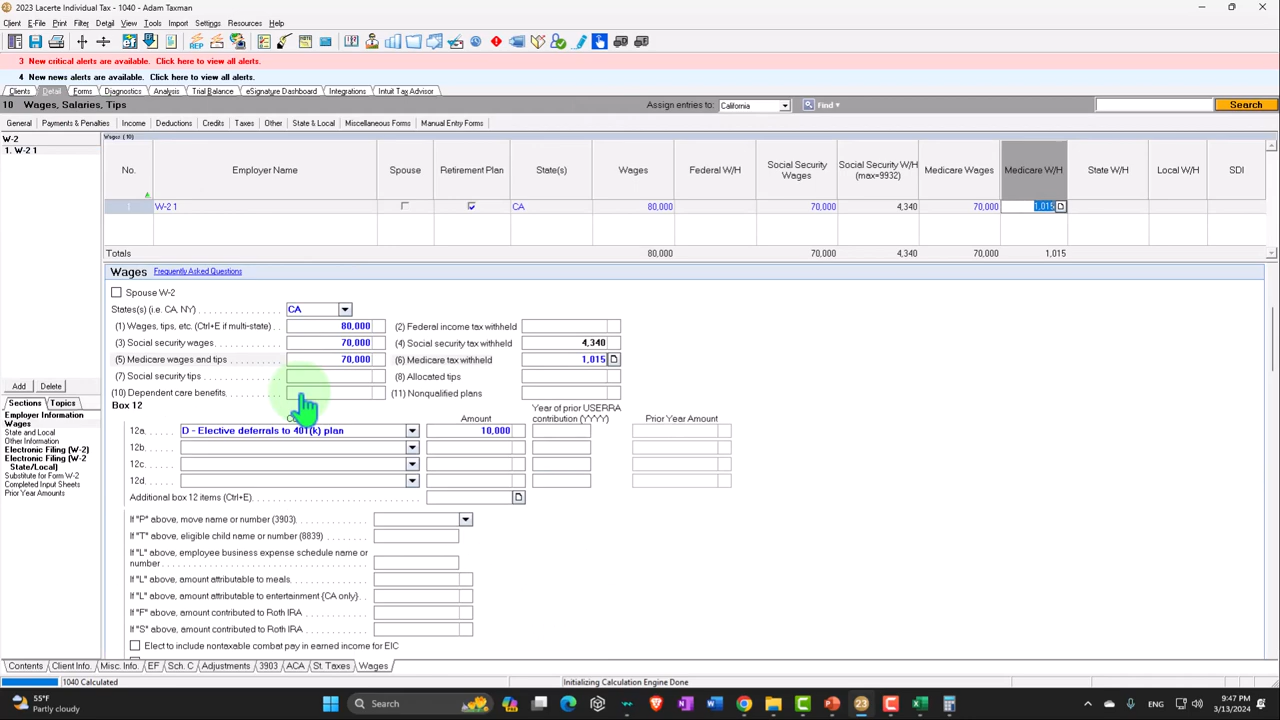 2023 Lacerte Individual Tax - 1040 - Adam Taxman
Client E-File Print Filter Detail View Tools Import Settings Resources Help
3 New critical alerts are available. Click here to view all alerts.
4 New news alerts are available. Click here to view all alerts.
Clients Detail Forms Diagnostics Analysis Trial Balance eSignature Dashboard Integrations Intuit Tax Advisor
10 Wages, Salaries, Tips Assign entries to: California Find Search
General Payments & Penalties Income Deductions Credits Taxes Other State & Local Miscellaneous Forms Manual Entry Forms
W-2 Wages (10)
1. W-2 1
No. Employer Name Spouse Retirement Plan State(s) Wages Federal W/H Social Security Wages Social Security W/H (max=9932) Medicare Wages Medicare W/H State W/H Local W/H SDI
1 W-2 1 CA 80,000 70,000 4,340 70,000 1,015
Totals 80,000 70,000 4,340 70,000 1,015
Wages Frequently Asked Questions
Spouse W-2
States(s) (i.e. CA, NY) CA
(1) Wages, tips, etc. (Ctrl+E if multi-state) 80,000 (2) Federal income tax withheld
(3) Social security wages 70,000 (4) Social security tax withheld 4,340
(5) Medicare wages and tips 70,000 (6) Medicare tax withheld 1,015
(7) Social security tips (8) Allocated tips
(10) Dependent care benefits (11) Nonqualified plans
Box 12 Amount Year of prior USERRA contribution (YYYY) Prior Year Amount
12a. D - Elective deferrals to 401(k) plan 10,000
12b.
12c.
12d.
Additional box 12 items (Ctrl+E)
If "P" above, move name or number (3903)
If "T" above, eligible child name or number (8839)
If "L" above, employee business expense schedule name or number
If "L" above, amount attributable to meals
If "L" above, amount attributable to entertainment {CA only}
If "F" above, amount contributed to Roth IRA
If "S" above, amount contributed to Roth IRA
Elect to include nontaxable combat pay in earned income for EIC
Add Delete
Sections Topics
Employer Information
Wages
State and Local
Other Information
Electronic Filing (W-2)
Electronic Filing (W-2 State/Local)
Substitute for Form W-2
Completed Input Sheets
Prior Year Amounts
Contents Client Info. Misc. Info. EF Sch. C Adjustments 3903 ACA St. Taxes Wages
1040 Calculated Initializing Calculation Engine Done
55°F
Partly cloudy
Search
9:47 PM
3/13/2024